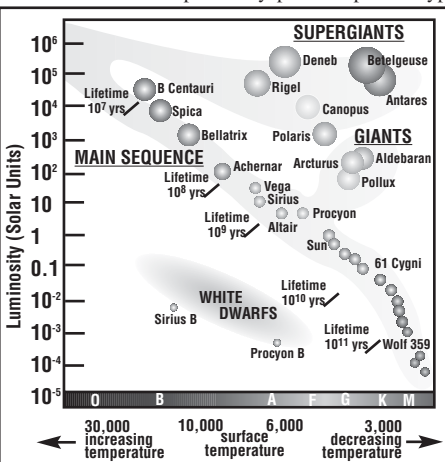 SUPERGIANTS
10⁶
Deneb
Betelgeuse
10⁵
B Centauri
Rigel
Lifetime
10⁷ yrs
Antares
10⁴
Spica
Canopus
10³
Bellatrix
Polaris
GIANTS
MAIN SEQUENCE
Achernar
Arcturus
Aldebaran
10²
Lifetime
10⁸ yrs
Vega
Pollux
Sirius
10
Lifetime
10⁹ yrs
Altair
Procyon
1
Sun
61 Cygni
0.1
Lifetime
10¹⁰ yrs
WHITE
DWARFS
10⁻²
Sirius B
Lifetime
10¹¹ yrs
10⁻³
Wolf 359
Procyon B
10⁻⁴
10⁻⁵
Luminosity (Solar Units)
O B A F G K M
30,000 10,000 6,000 3,000
increasing
temperature
surface
temperature
decreasing
temperature